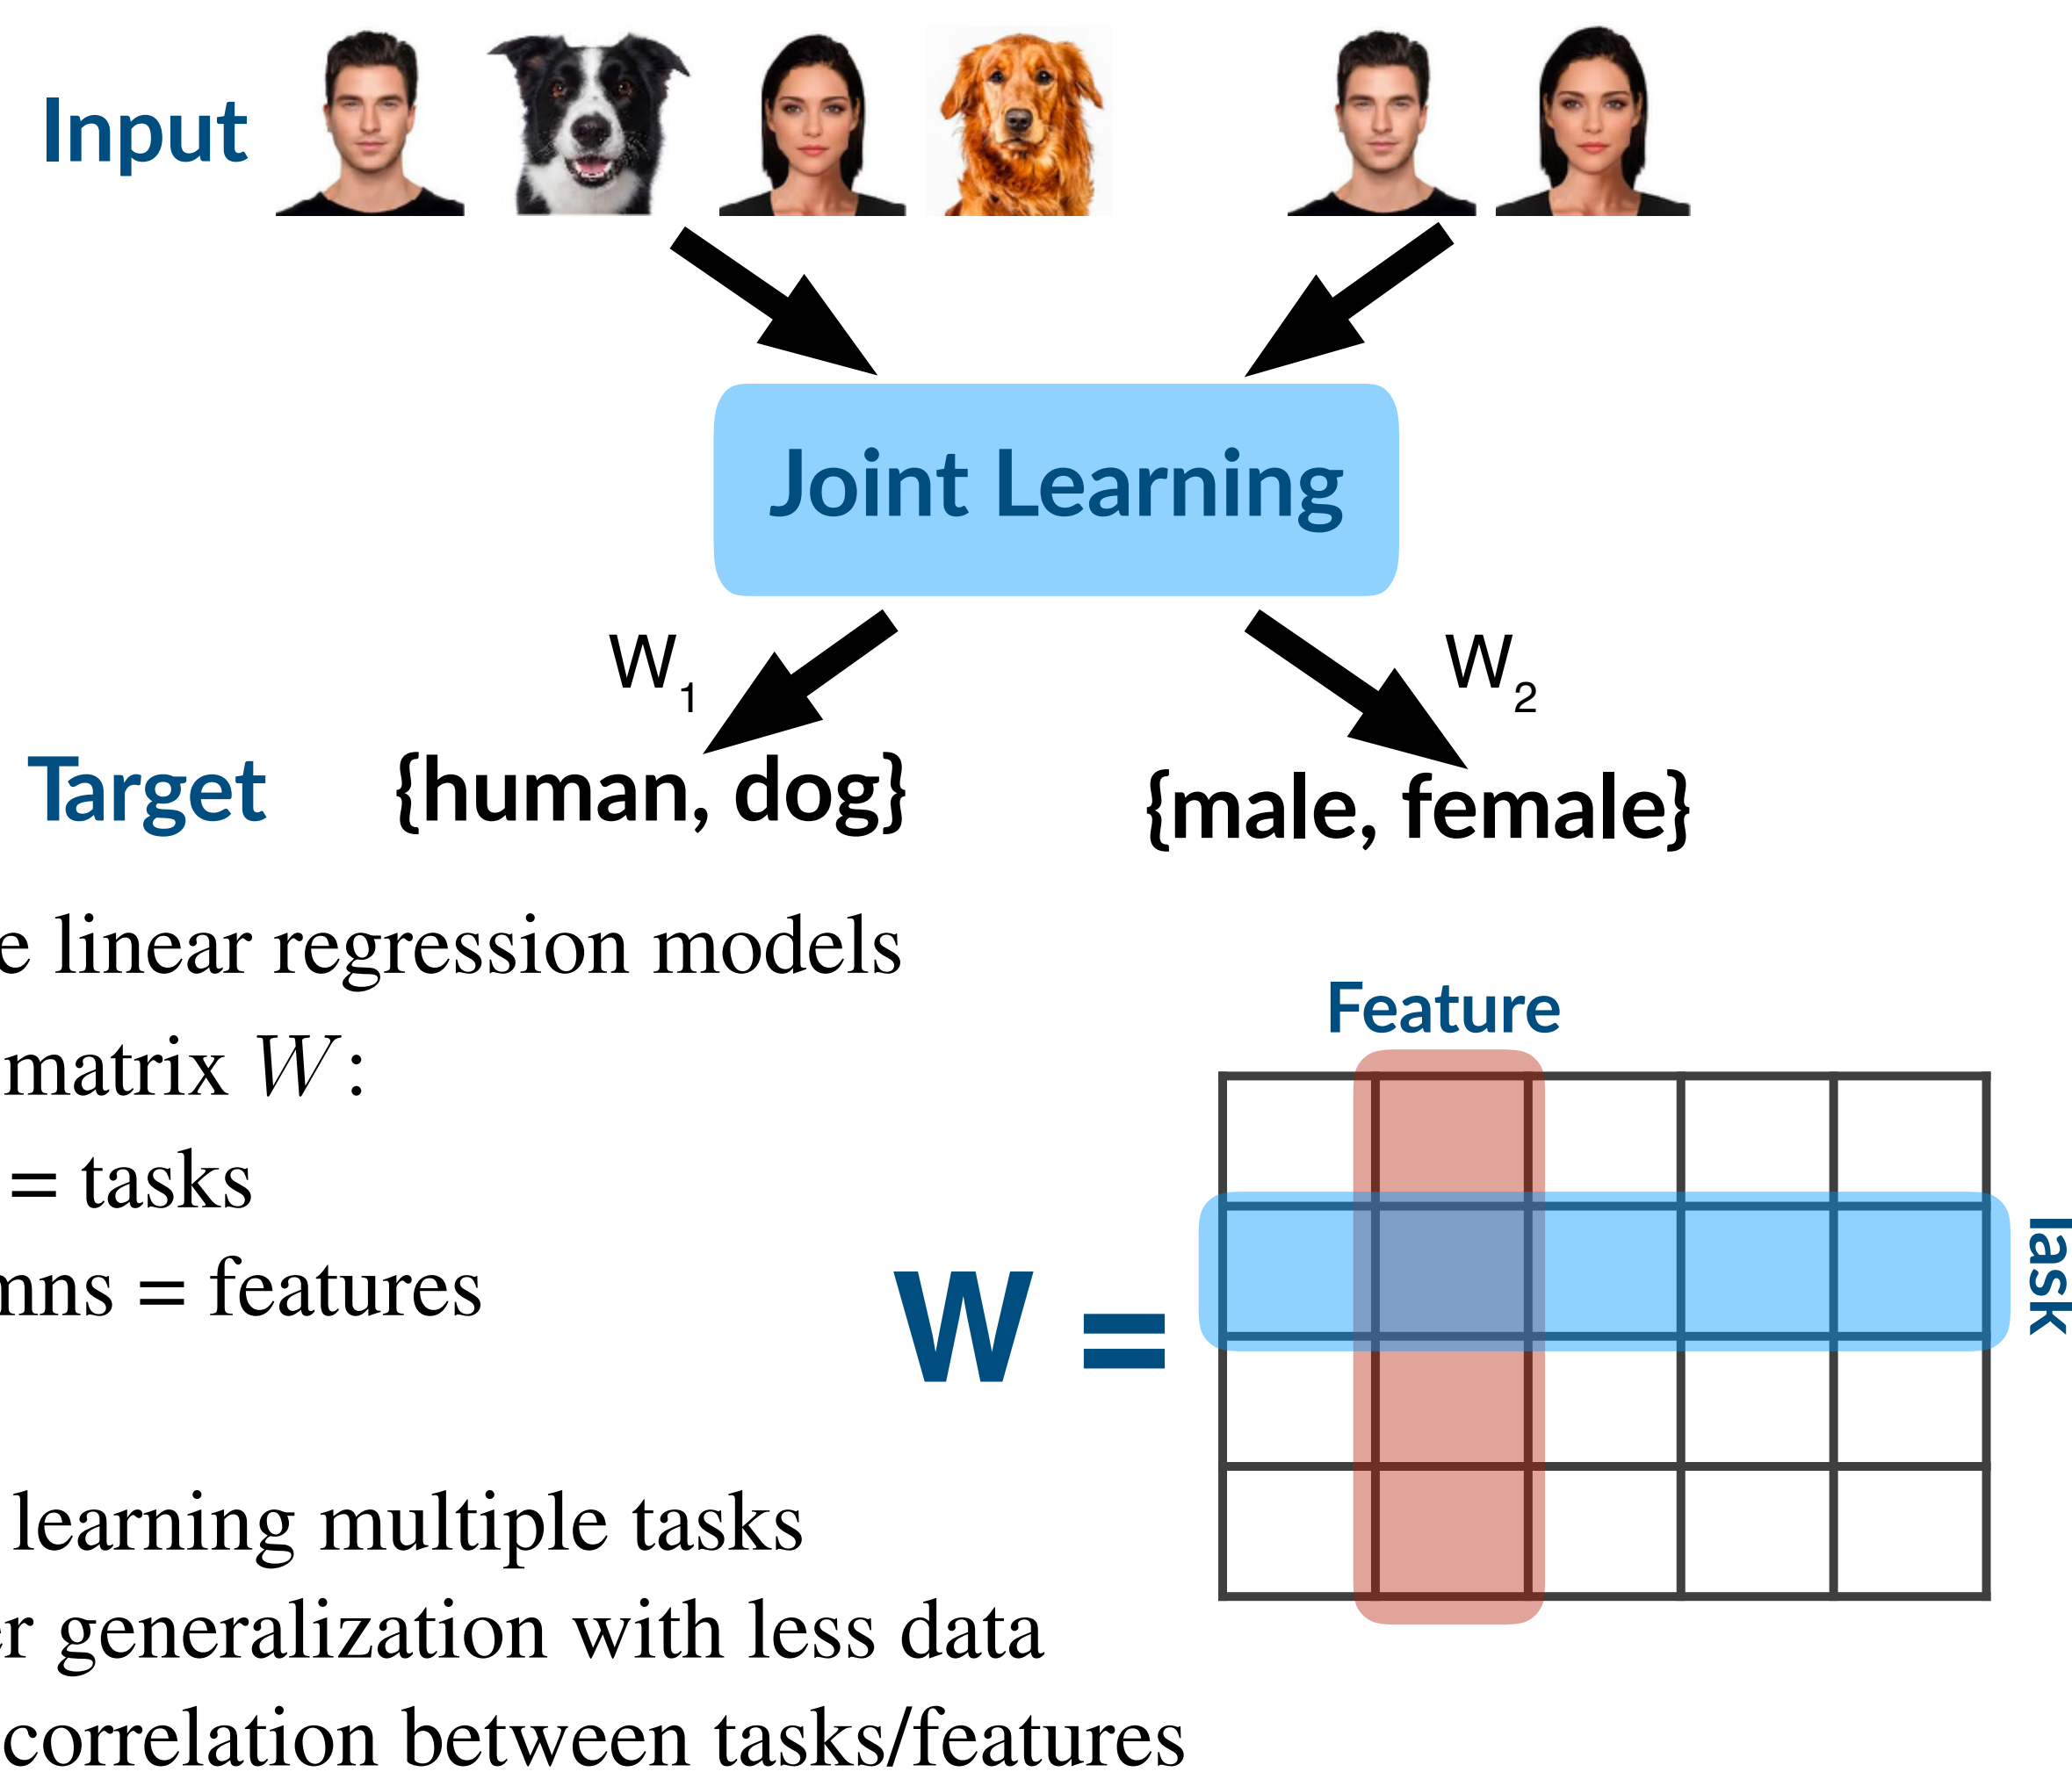 Input
Joint Learning
W1
W2
Target
{human, dog}
{male, female}
linear regression models
matrix W:
= tasks
= features
Feature
W =
Task
learning multiple tasks
generalization with less data
correlation between tasks/features